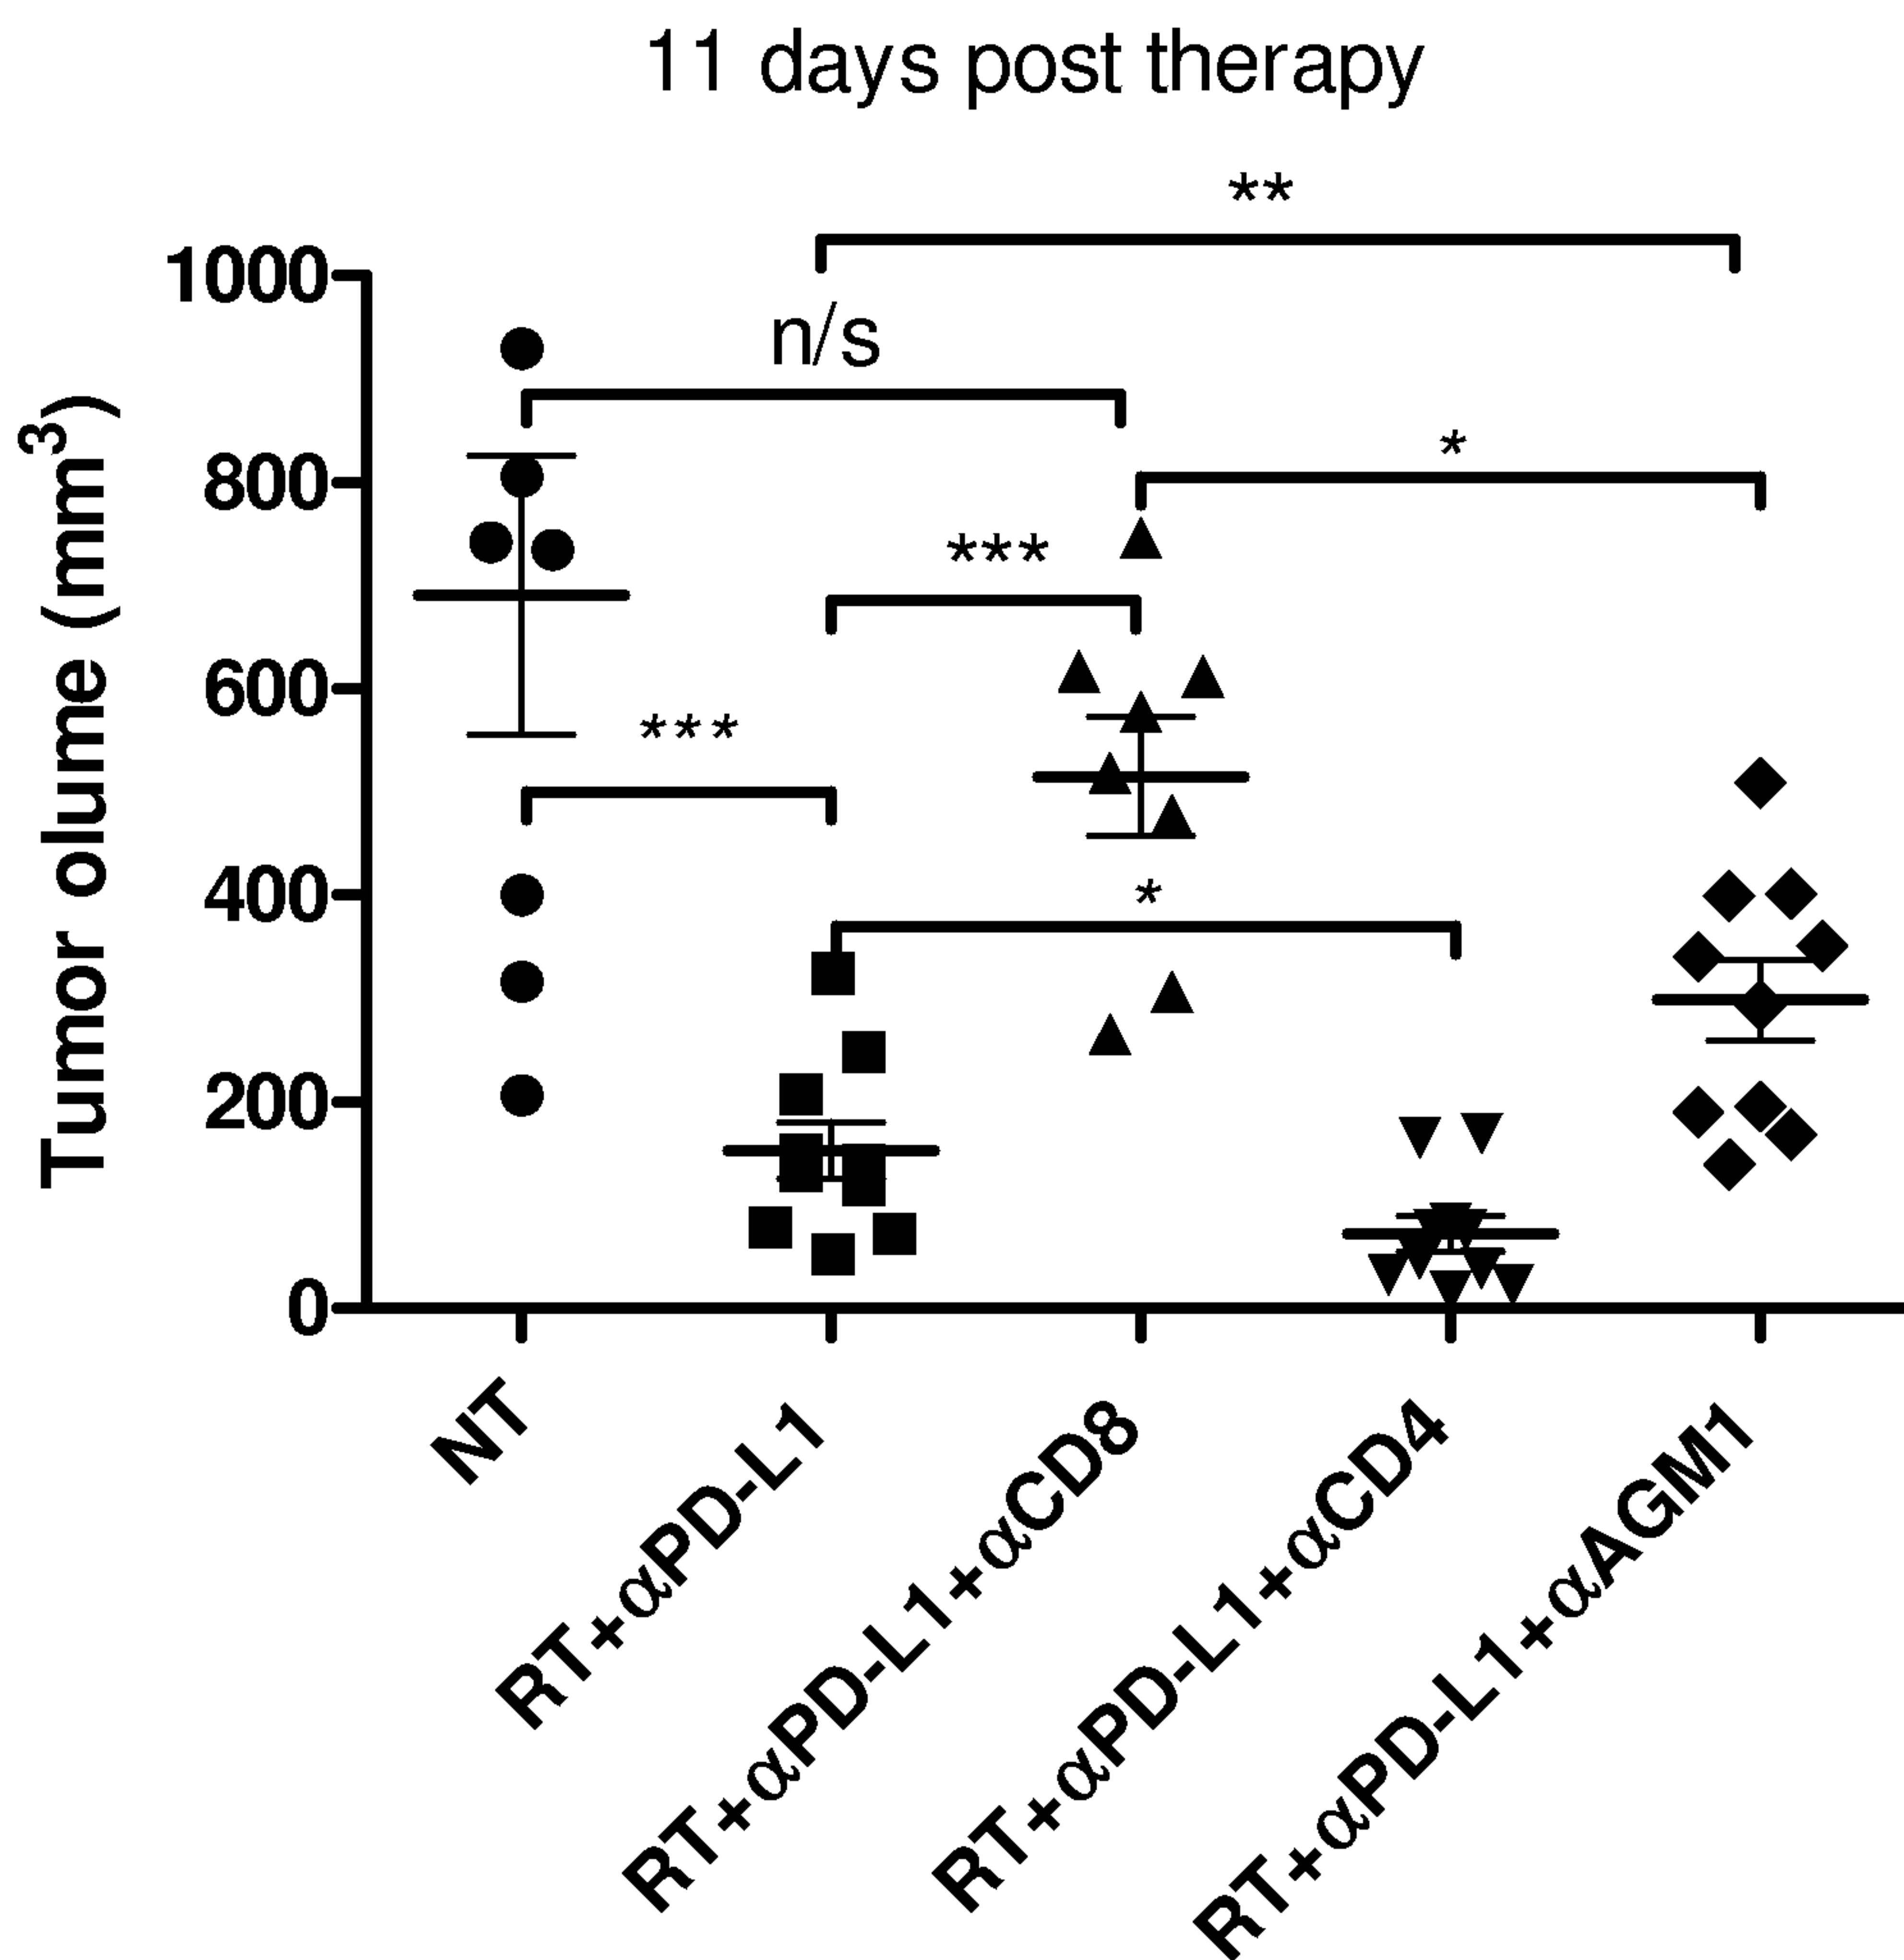 11 days post therapy
**
1000
n/s
800
*
***
600
***
400
*
200
0
Tumor olume (mm³)
NT
RT+αPD-L1
RT+αPD-L1+αCD8
RT+αPD-L1+αCD4
RT+αPD-L1+αAGM1